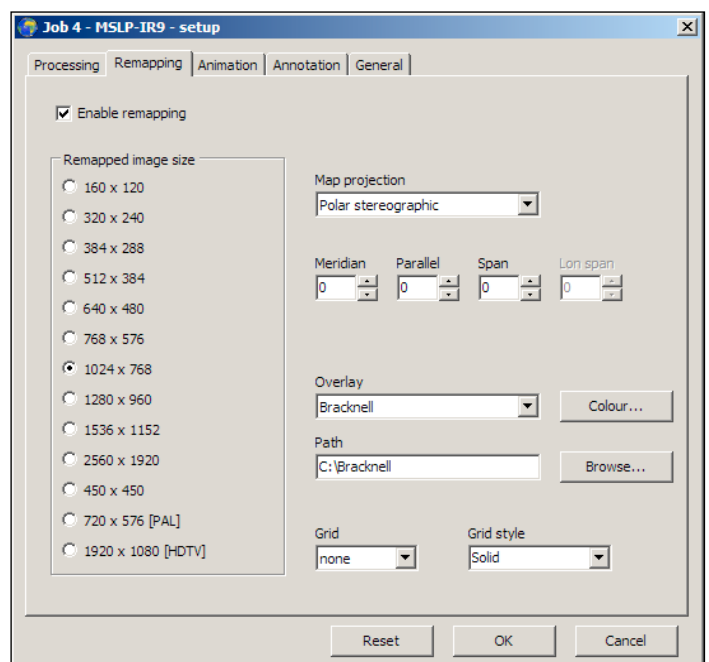 Job 4 - MSLP-IR9 - setup
Processing Remapping Animation Annotation General
Enable remapping
Remapped image size
160 x 120
320 x 240
384 x 288
512 x 384
640 x 480
768 x 576
1024 x 768
1280 x 960
1536 x 1152
2560 x 1920
450 x 450
720 x 576 [PAL]
1920 x 1080 [HDTV]
Map projection
Polar stereographic
Meridian Parallel Span Lon span
0 0 0 0
Overlay
Bracknell Colour...
Path
C:\Bracknell Browse...
Grid Grid style
none Solid
Reset OK Cancel